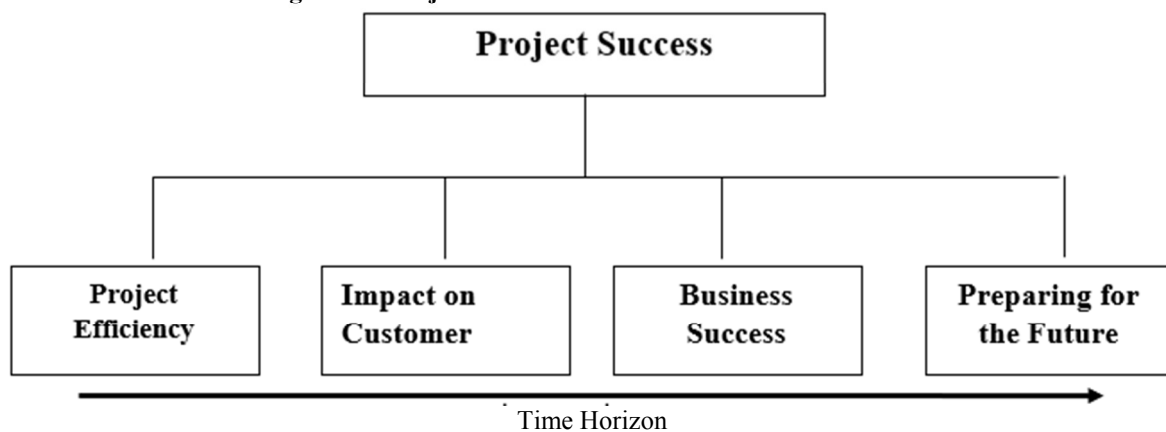 Project Success
Project
Efficiency
Impact on
Customer
Business
Success
Preparing for
the Future
Time Horizon